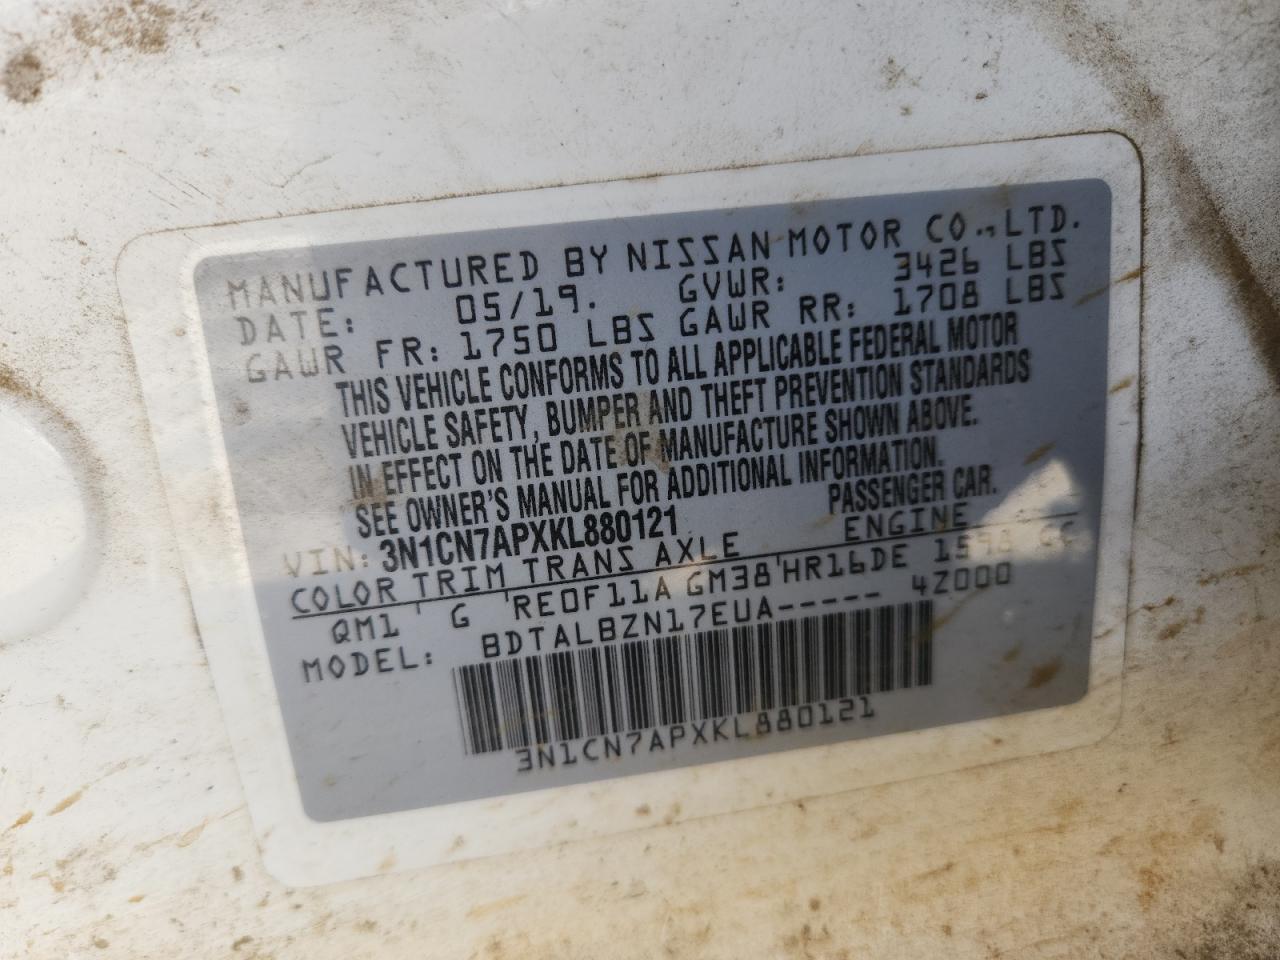 MANUFACTURED BY NISSAN MOTOR CO., LTD.
DATE: 05/19. GVWR: 3426 LBS
GAWR FR: 1750 LBS GAWR RR: 1708 LBS
THIS VEHICLE CONFORMS TO ALL APPLICABLE FEDERAL MOTOR
VEHICLE SAFETY, BUMPER AND THEFT PREVENTION STANDARDS
IN EFFECT ON THE DATE OF MANUFACTURE SHOWN ABOVE.
SEE OWNER'S MANUAL FOR ADDITIONAL INFORMATION.
VIN: 3N1CN7APXKL880121 PASSENGER CAR.
COLOR TRIM TRANS AXLE ENGINE
QM1 G RE0F11A GM38 HR16DE 1598 CC
MODEL: BDTALBZN17EUA----- 4Z000
3N1CN7APXKL880121